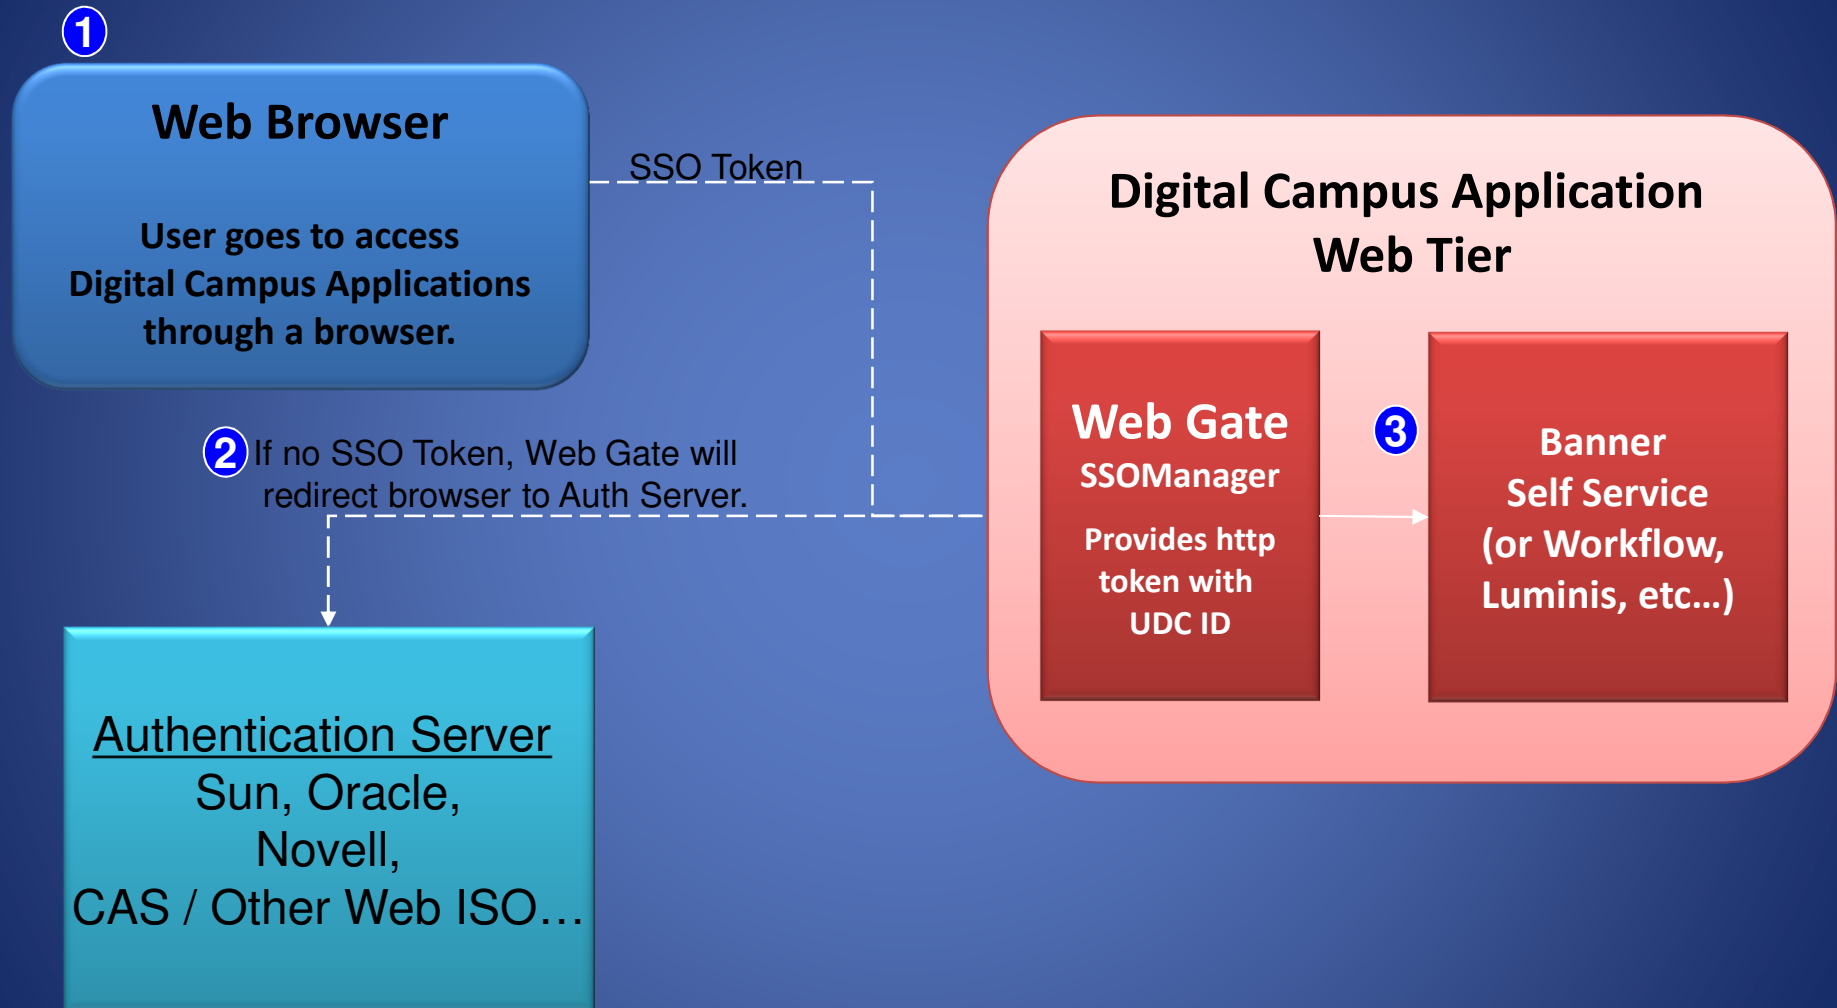 1
Web Browser
User goes to access
Digital Campus Applications
through a browser.
SSO Token
2
If no SSO Token, Web Gate will
redirect browser to Auth Server.
Authentication Server
Sun, Oracle,
Novell,
CAS / Other Web ISO…
Digital Campus Application
Web Tier
Web Gate
SSOManager
Provides http
token with
UDC ID
3
Banner
Self Service
(or Workflow,
Luminis, etc…)